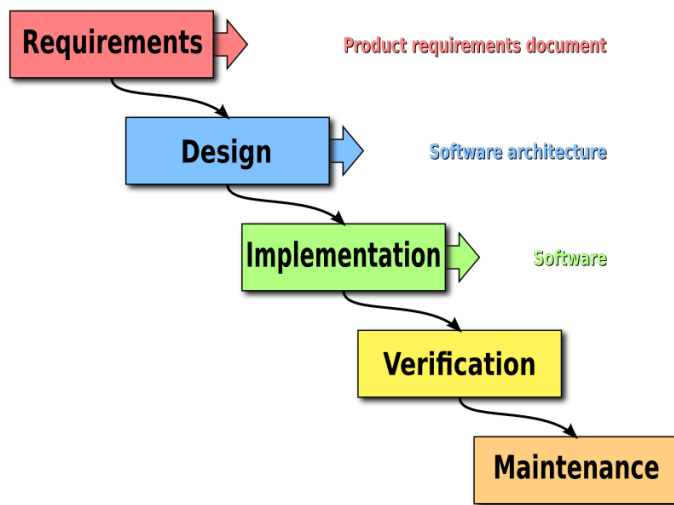 Requirements
Product requirements document
Design
Software architecture
Implementation
Software
Verification
Maintenance